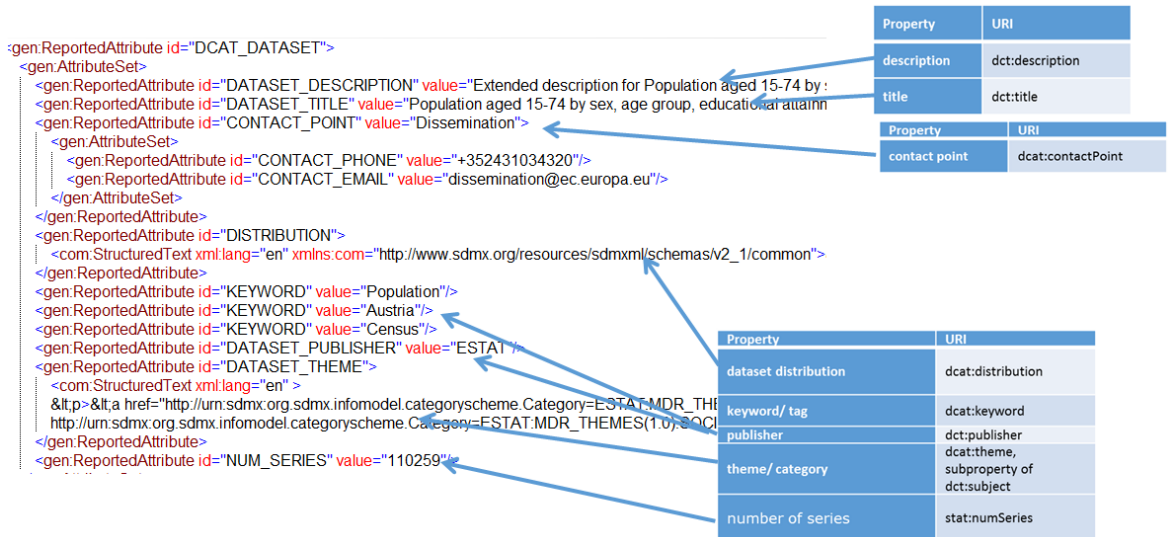 <gen:ReportedAttribute id="DCAT_DATASET">
<gen:AttributeSet>
<gen:ReportedAttribute id="DATASET_DESCRIPTION" value="Extended description for Population aged 15-74 by
<gen:ReportedAttribute id="DATASET_TITLE" value="Population aged 15-74 by sex, age group, educational
<gen:ReportedAttribute id="CONTACT_POINT" value="Dissemination">
<gen:AttributeSet>
<gen:ReportedAttribute id="CONTACT_PHONE" value="+352431034320"/>
<gen:ReportedAttribute id="CONTACT_EMAIL" value="dissemination@ec.europa.eu"/>
</gen:AttributeSet>
</gen:ReportedAttribute>
<gen:ReportedAttribute id="DISTRIBUTION">
<com:StructuredText xml:lang="en" xmlns:com="http://www.sdmx.org/resources/sdmxml/schemas/v2_1/common">
</gen:ReportedAttribute>
<gen:ReportedAttribute id="KEYWORD" value="Population"/>
<gen:ReportedAttribute id="KEYWORD" value="Austria"/>
<gen:ReportedAttribute id="KEYWORD" value="Census"/>
<gen:ReportedAttribute id="DATASET_PUBLISHER" value="ESTAT"/>
<gen:ReportedAttribute id="DATASET_THEME">
<com:StructuredText xml:lang="en" >
&lt;p>&lt;a href="http://urn:sdmx:org.sdmx.infomodel.categoryscheme.Category=ESTAT:MDR_THE
http://urn:sdmx:org.sdmx.infomodel.categoryscheme.Category=ESTAT:MDR_THEMES(1.0).SOCI
</gen:ReportedAttribute>
<gen:ReportedAttribute id="NUM_SERIES" value="110259"/>
Property URI
description dct:description
title dct:title
Property URI
contact point dcat:contactPoint
Property URI
dataset distribution dcat:distribution
keyword/ tag dcat:keyword
publisher dct:publisher
theme/ category dcat:theme,
subproperty of
dct:subject
number of series stat:numSeries